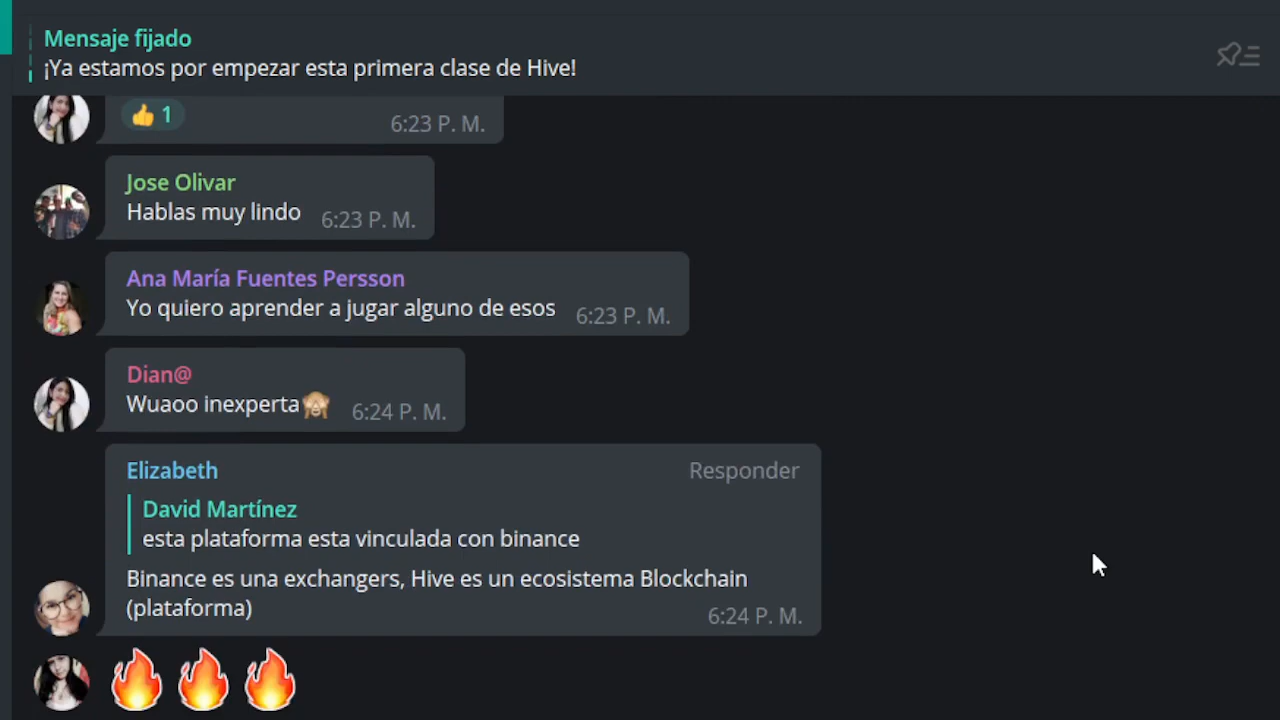 Mensaje fijado
¡Ya estamos por empezar esta primera clase de Hive!
👍 1
6:23 P. M.
Jose Olivar
Hablas muy lindo 6:23 P. M.
Ana María Fuentes Persson
Yo quiero aprender a jugar alguno de esos 6:23 P. M.
Dian@
Wuaoo inexperta🙈 6:24 P. M.
Elizabeth Responder
David Martínez
esta plataforma esta vinculada con binance
Binance es una exchangers, Hive es un ecosistema Blockchain
(plataforma) 6:24 P. M.
🔥🔥🔥